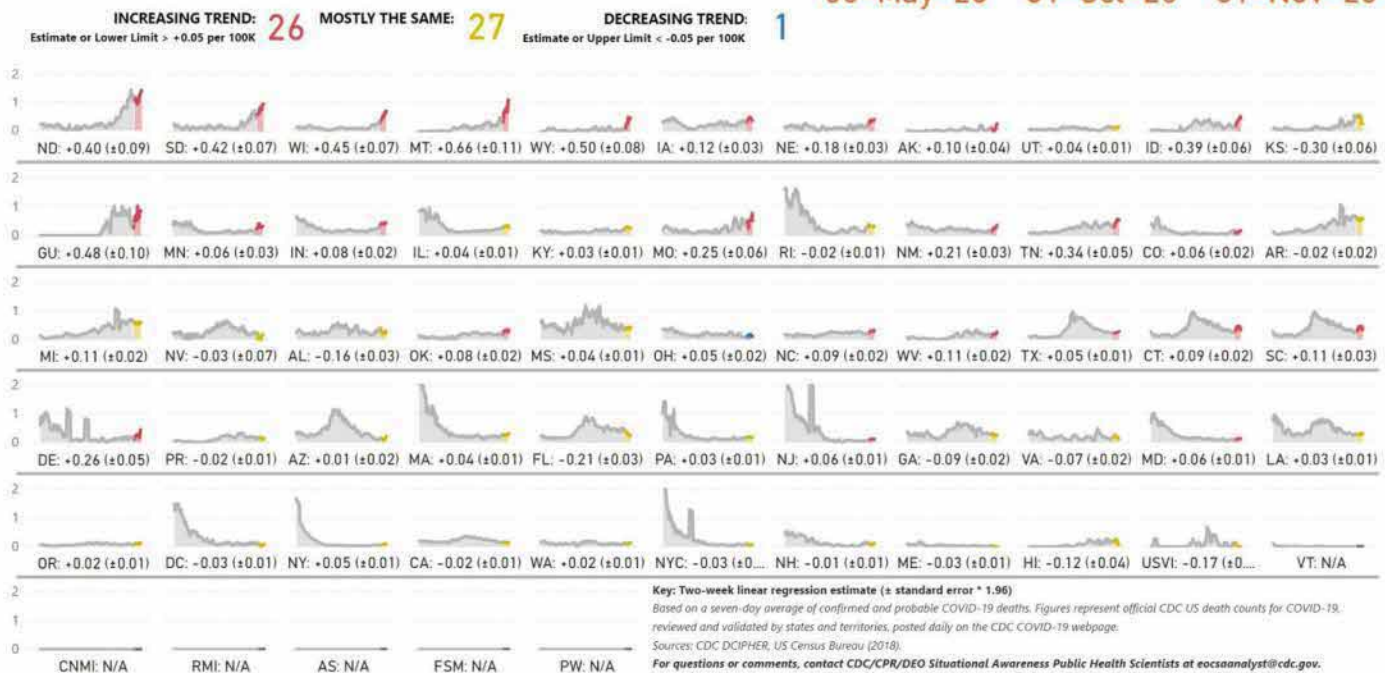 INCREASING TREND: 26 MOSTLY THE SAME: 27 DECREASING TREND: 1
Estimate or Lower Limit > +0.05 per 100K Estimate or Upper Limit < -0.05 per 100K
2
1
0
ND: +0.40 (±0.09) SD: +0.42 (±0.07) WI: +0.45 (±0.07) MT: +0.66 (±0.11) WY: +0.50 (±0.08) IA: +0.12 (±0.03) NE: +0.18 (±0.03) AK: +0.10 (±0.04) UT: +0.04 (±0.01) ID: +0.39 (±0.06) KS: -0.30 (±0.06)
2
1
0
GU: +0.48 (±0.10) MN: +0.06 (±0.03) IN: +0.08 (±0.02) IL: +0.04 (±0.01) KY: +0.03 (±0.01) MO: +0.25 (±0.06) RI: -0.02 (±0.01) NM: +0.21 (±0.03) TN: +0.34 (±0.05) CO: +0.06 (±0.02) AR: -0.02 (±0.02)
2
1
0
MI: +0.11 (±0.02) NV: -0.03 (±0.07) AL: -0.16 (±0.03) OK: +0.08 (±0.02) MS: +0.04 (±0.01) OH: +0.05 (±0.02) NC: +0.09 (±0.02) WV: +0.11 (±0.02) TX: +0.05 (±0.01) CT: +0.09 (±0.02) SC: +0.11 (±0.03)
2
1
0
DE: +0.26 (±0.05) PR: -0.02 (±0.01) AZ: +0.01 (±0.02) MA: +0.04 (±0.01) FL: -0.21 (±0.03) PA: +0.03 (±0.01) NJ: +0.06 (±0.01) GA: -0.09 (±0.02) VA: -0.07 (±0.02) MD: +0.06 (±0.01) LA: +0.03 (±0.01)
2
1
0
OR: +0.02 (±0.01) DC: -0.03 (±0.01) NY: +0.05 (±0.01) CA: -0.02 (±0.01) WA: +0.02 (±0.01) NYC: -0.03 (±0.... NH: -0.01 (±0.01) ME: -0.03 (±0.01) HI: -0.12 (±0.04) USVI: -0.17 (±0.... VT: N/A
2
1
0
CNMI: N/A RMI: N/A AS: N/A FSM: N/A PW: N/A
Key: Two-week linear regression estimate (± standard error * 1.96)
Based on a seven-day average of confirmed and probable COVID-19 deaths. Figures represent official CDC US death counts for COVID-19,
reviewed and validated by states and territories, posted daily on the CDC COVID-19 webpage.
Sources: CDC DCIPHER, US Census Bureau (2018).
For questions or comments, contact CDC/CPR/DEO Situational Awareness Public Health Scientists at eocsaanalyst@cdc.gov.